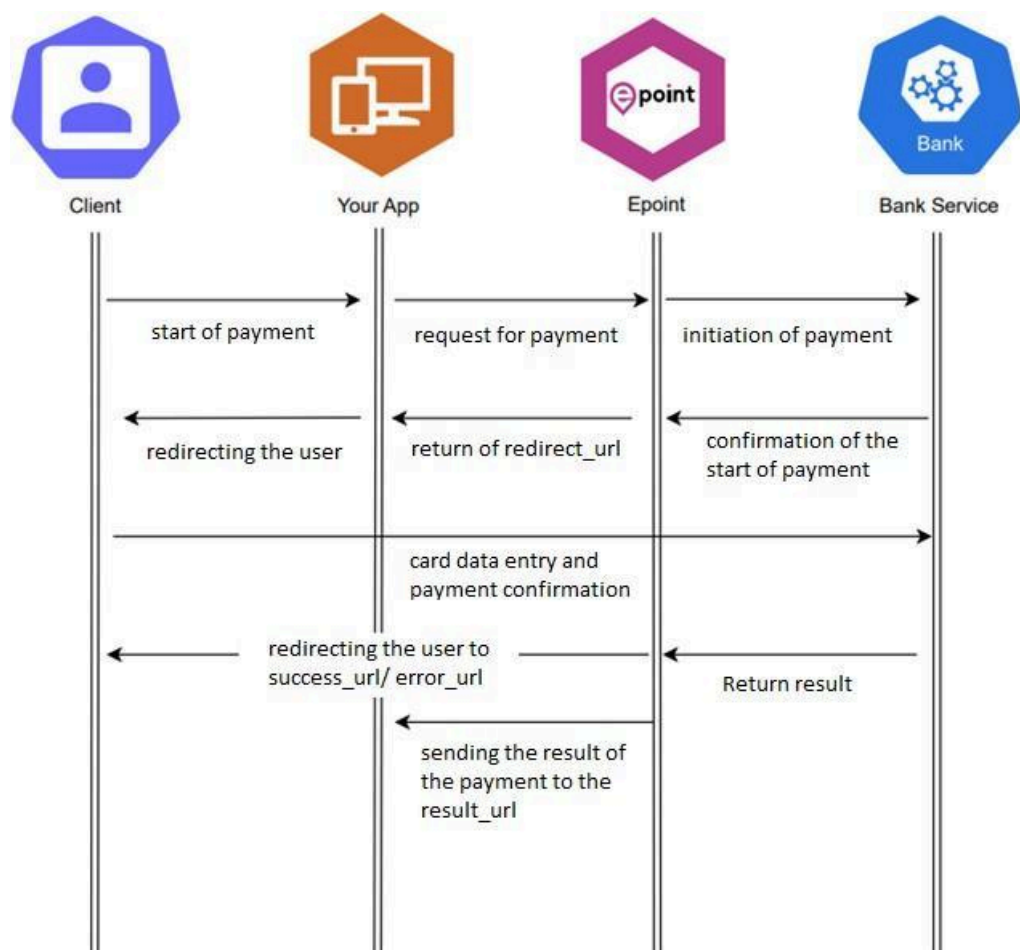 epoint
Bank
Client
Your App
Epoint
Bank Service
start of payment
request for payment
initiation of payment
redirecting the user
return of redirect_url
confirmation of the
start of payment
card data entry and
payment confirmation
redirecting the user to
success_url/ error_url
Return result
sending the result of
the payment to the
result_url